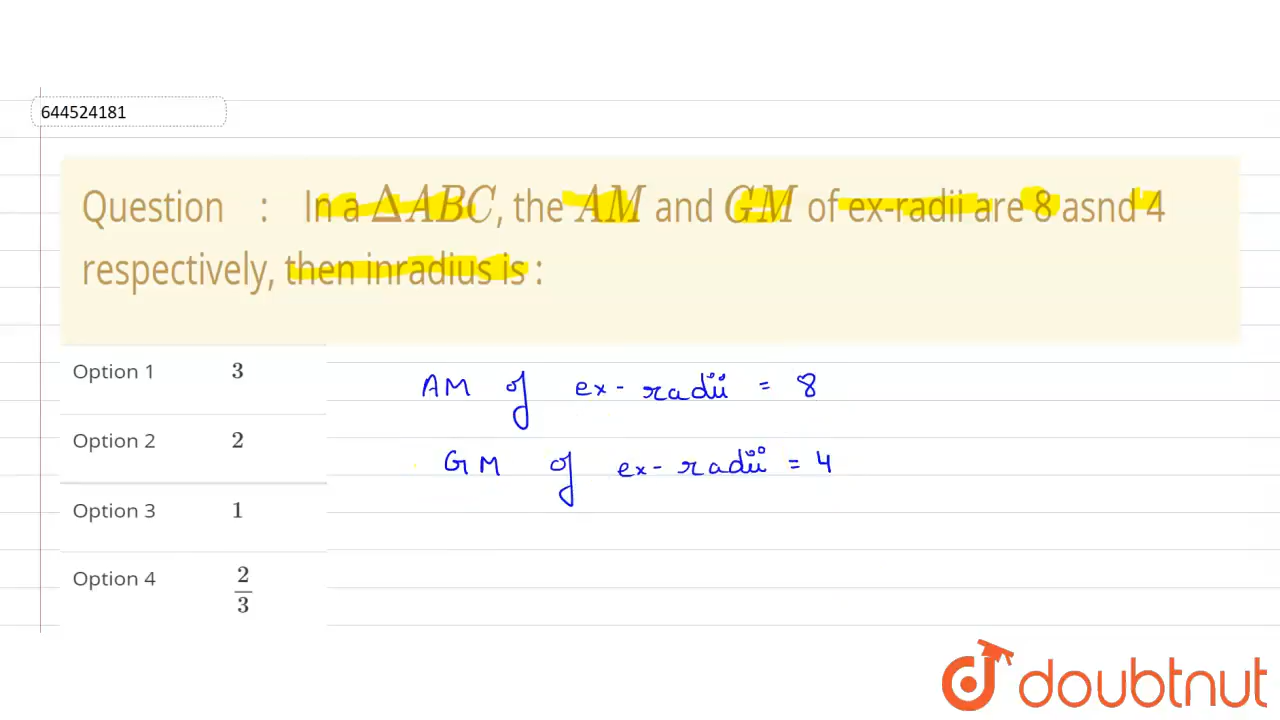 644524181
Question : In a ΔABC, the AM and GM of ex-radii are 8 asnd 4
respectively, then inradius is :
Option 1 3
Option 2 2
Option 3 1
Option 4 2/3
AM of ex-radii = 8
GM of ex-radii = 4
doubtnut